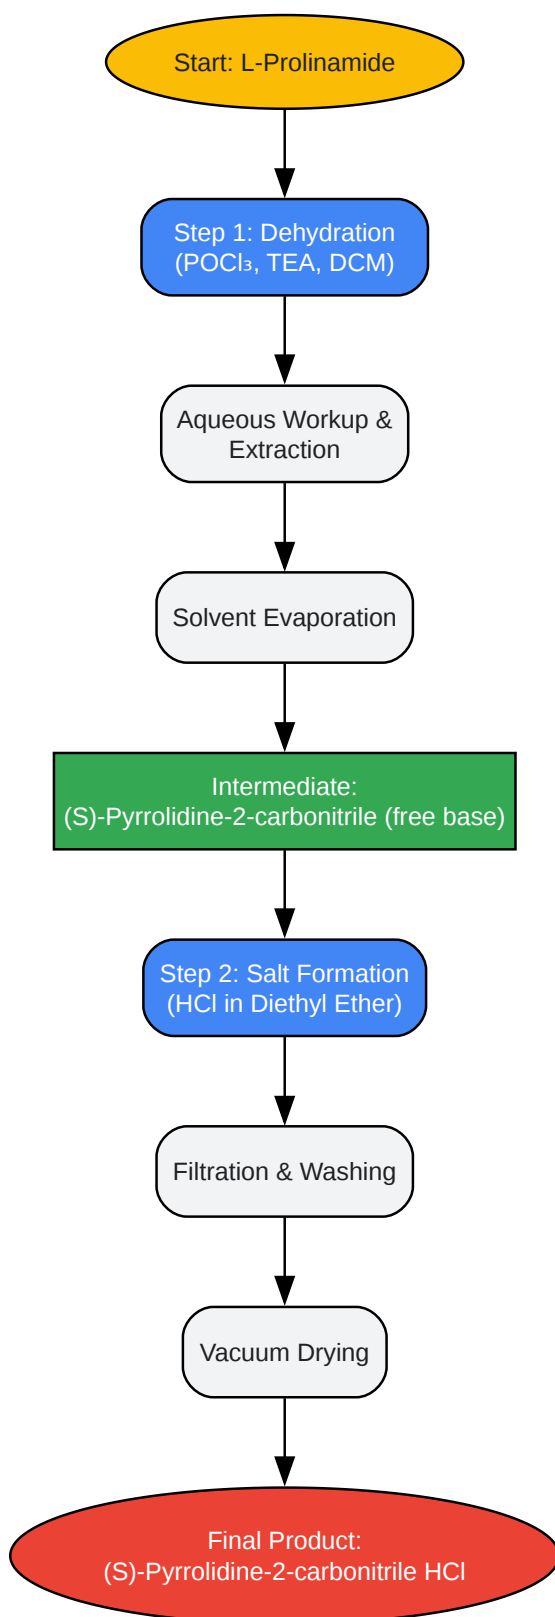 Start: L-Prolinamide
Step 1: Dehydration
(POCl₃, TEA, DCM)
Aqueous Workup &
Extraction
Solvent Evaporation
Intermediate:
(S)-Pyrrolidine-2-carbonitrile (free base)
Step 2: Salt Formation
(HCl in Diethyl Ether)
Filtration & Washing
Vacuum Drying
Final Product:
(S)-Pyrrolidine-2-carbonitrile HCl